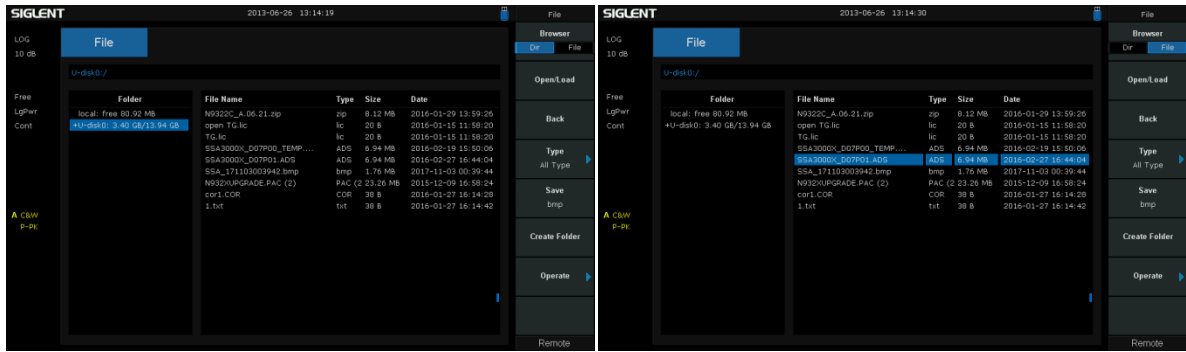 SIGLENT 2013-06-26 13:14:19 File
LOG
10 dB
Free
LgPwr
Cont
A C&W
P-PK
File
U-disk0:/
Folder
local: free 80.92 MB
+U-disk0: 3.40 GB/13.94 GB
File Name Type Size Date
N9322C_A.06.21.zip zip 8.12 MB 2016-01-29 13:59:26
open TG.lic lic 20 B 2016-01-15 11:58:20
TG.lic lic 20 B 2016-01-15 11:58:20
SSA3000X_D07P00_TEMP.... ADS 6.94 MB 2016-02-19 15:50:06
SSA3000X_D07P01.ADS ADS 6.94 MB 2016-02-27 16:44:04
SSA_171103003942.bmp bmp 1.76 MB 2017-11-03 00:39:44
N932XUPGRADE.PAC (2) PAC (2 23.26 MB 2015-12-09 16:58:24
cor1.COR COR 38 B 2016-01-27 16:14:28
1.txt txt 38 B 2016-01-27 16:14:42
Browser
Dir File
Open/Load
Back
Type
All Type
Save
bmp
Create Folder
Operate
Remote
SIGLENT 2013-06-26 13:14:30 File
LOG
10 dB
Free
LgPwr
Cont
A C&W
P-PK
File
U-disk0:/
Folder
local: free 80.92 MB
+U-disk0: 3.40 GB/13.94 GB
File Name Type Size Date
N9322C_A.06.21.zip zip 8.12 MB 2016-01-29 13:59:26
open TG.lic lic 20 B 2016-01-15 11:58:20
TG.lic lic 20 B 2016-01-15 11:58:20
SSA3000X_D07P00_TEMP.... ADS 6.94 MB 2016-02-19 15:50:06
SSA3000X_D07P01.ADS ADS 6.94 MB 2016-02-27 16:44:04
SSA_171103003942.bmp bmp 1.76 MB 2017-11-03 00:39:44
N932XUPGRADE.PAC (2) PAC (2 23.26 MB 2015-12-09 16:58:24
cor1.COR COR 38 B 2016-01-27 16:14:28
1.txt txt 38 B 2016-01-27 16:14:42
Browser
Dir File
Open/Load
Back
Type
All Type
Save
bmp
Create Folder
Operate
Remote